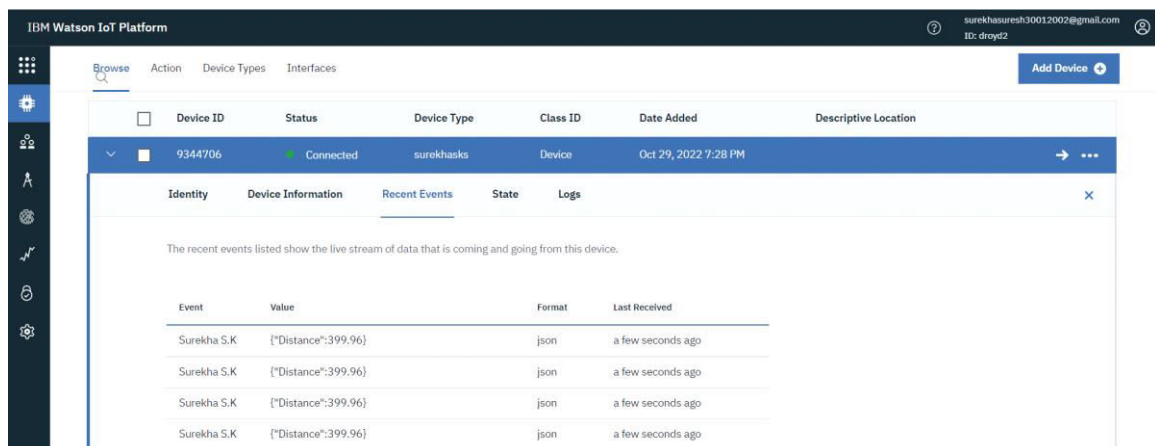 IBM Watson IoT Platform
surekhasuresh30012002@gmail.com
ID: droyd2
Browse Action Device Types Interfaces
Add Device
Device ID Status Device Type Class ID Date Added Descriptive Location
9344706 Connected surekhasks Device Oct 29, 2022 7:28 PM
Identity Device Information Recent Events State Logs
The recent events listed show the live stream of data that is coming and going from this device.
Event Value Format Last Received
Surekha S.K {"Distance":399.96} json a few seconds ago
Surekha S.K {"Distance":399.96} json a few seconds ago
Surekha S.K {"Distance":399.96} json a few seconds ago
Surekha S.K {"Distance":399.96} json a few seconds ago